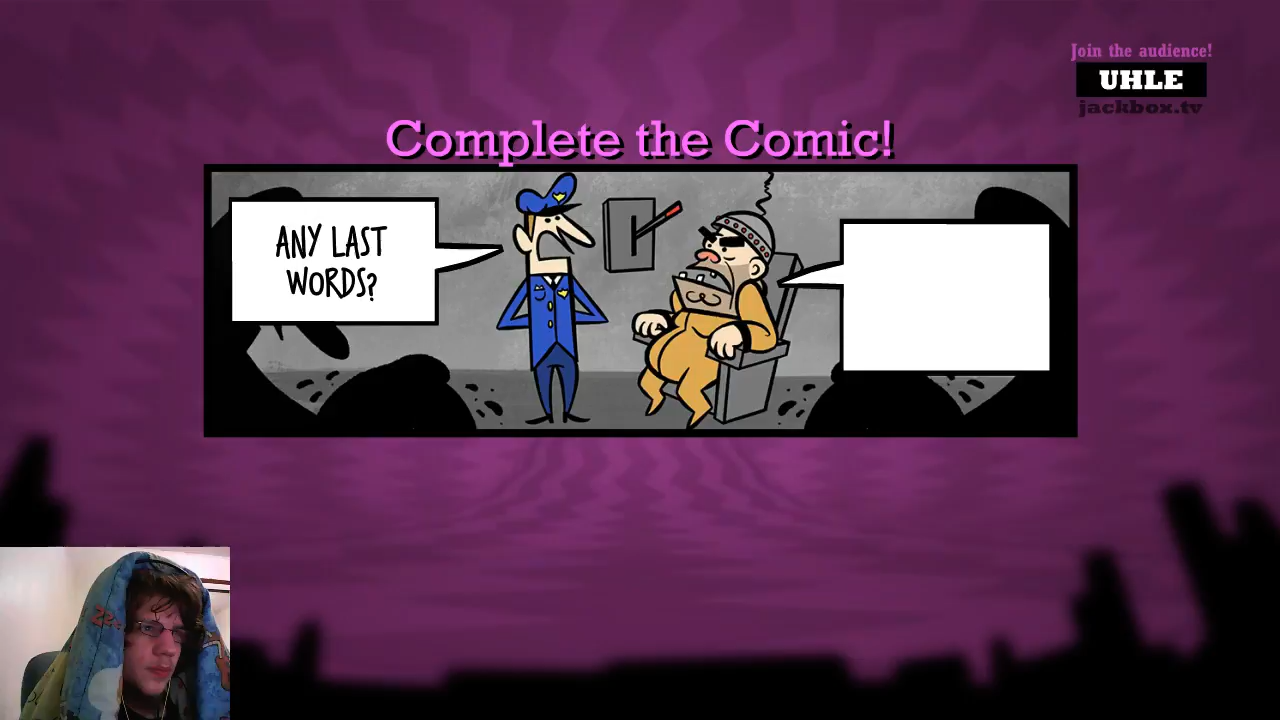 Join the audience!
UHLE
jackbox.tv
Complete the Comic!
ANY LAST
WORDS?